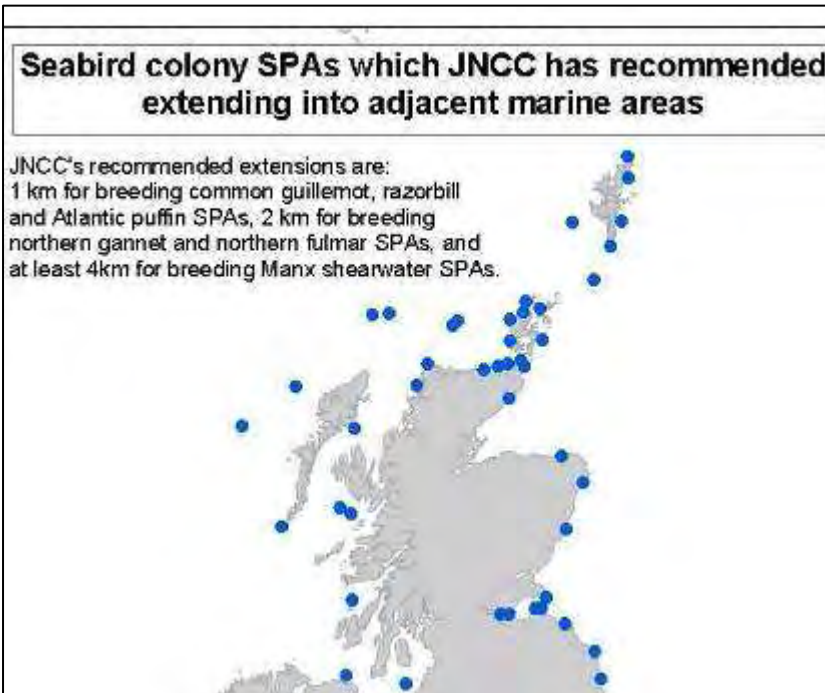 Seabird colony SPAs which JNCC has recommended
extending into adjacent marine areas
JNCC's recommended extensions are:
1 km for breeding common guillemot, razorbill
and Atlantic puffin SPAs, 2 km for breeding
northern gannet and northern fulmar SPAs, and
at least 4km for breeding Manx shearwater SPAs.